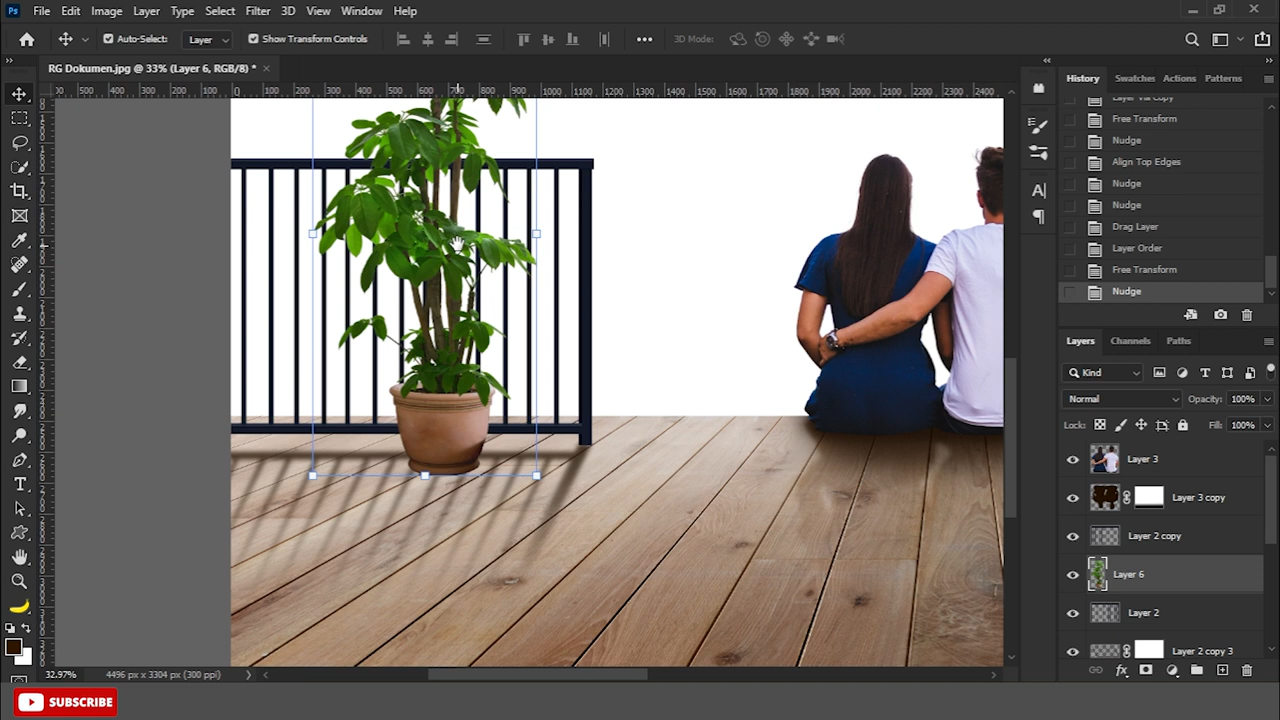 Ps File Edit Image Layer Type Select Filter 3D View Window Help
Auto-Select: Layer Show Transform Controls 3D Mode:
RG Dokumen.jpg @ 33% (Layer 6, RGB/8) *
History Swatches Actions Patterns
Layer Via Copy
Free Transform
Nudge
Align Top Edges
Nudge
Nudge
Drag Layer
Layer Order
Free Transform
Nudge
Layers Channels Paths
Kind
Normal Opacity: 100%
Lock: Fill: 100%
Layer 3
Layer 3 copy
Layer 2 copy
Layer 6
Layer 2
Layer 2 copy 3
32.97% 4496 px x 3304 px (300 ppi)
SUBSCRIBE